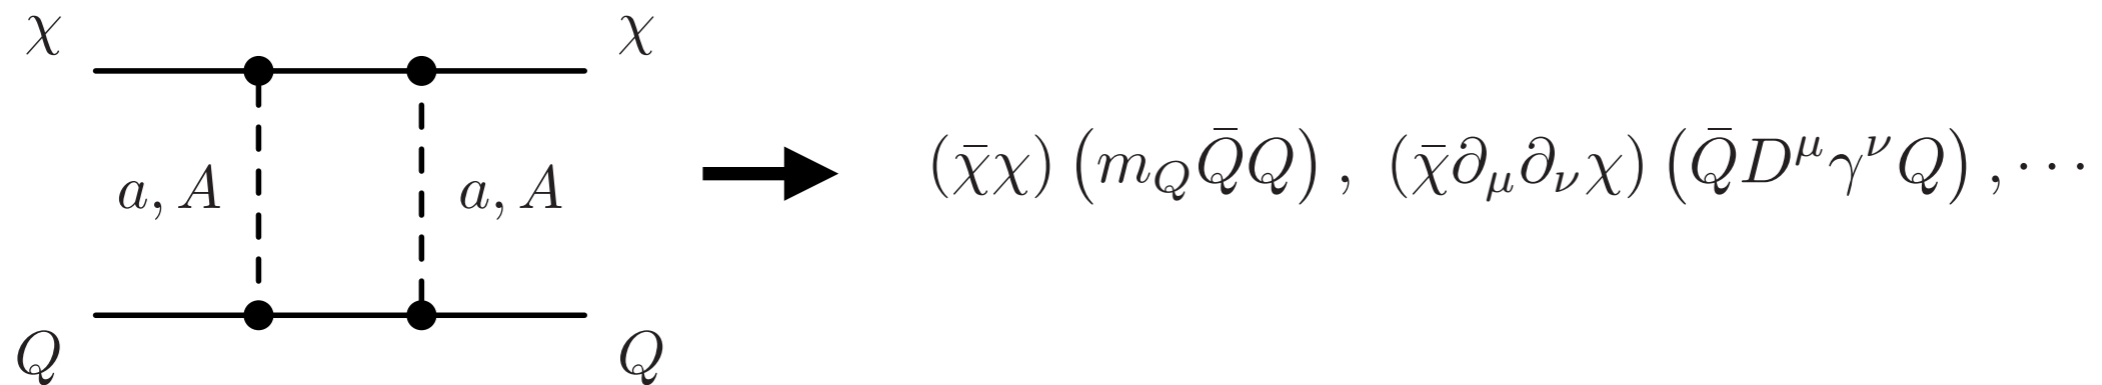 χ χ
a, A a, A
(χ̄χ) (m_Q Q̄Q) , (χ̄∂_μ∂_νχ) (Q̄D^μγ^νQ) , ···
Q Q